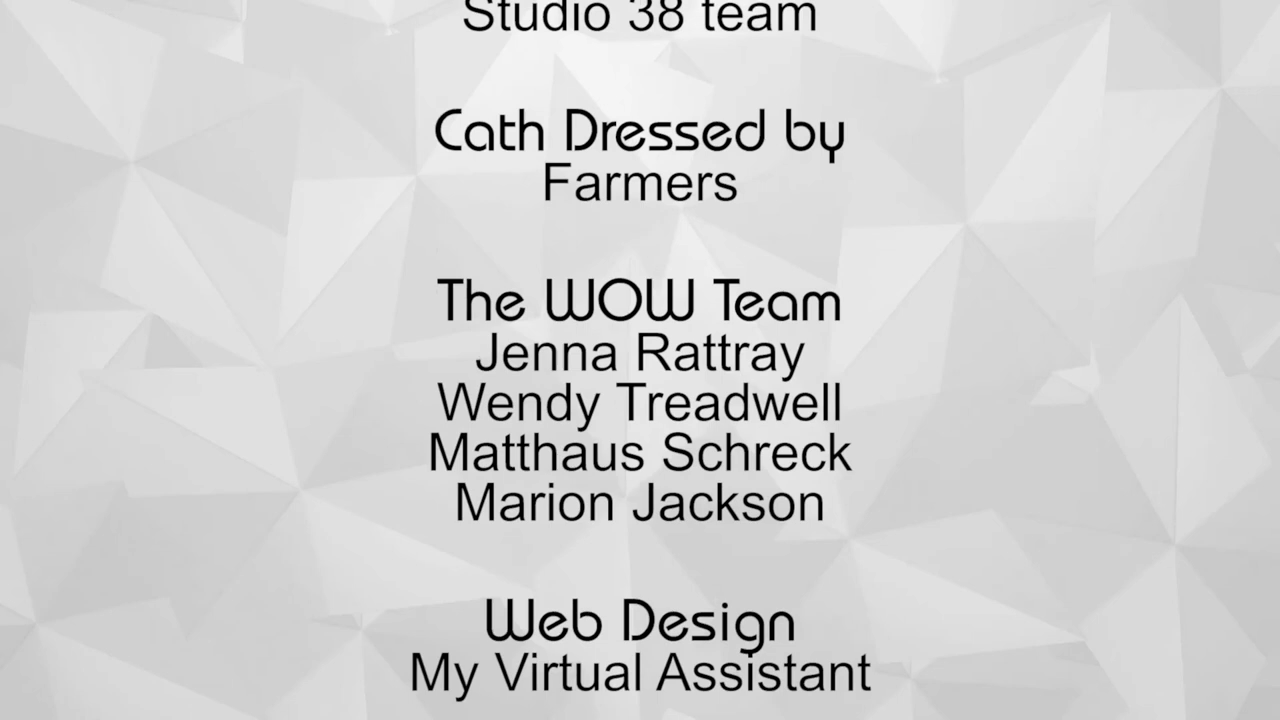 Studio 38 team
Cath Dressed by
Farmers
The WOW Team
Jenna Rattray
Wendy Treadwell
Matthaus Schreck
Marion Jackson
Web Design
My Virtual Assistant